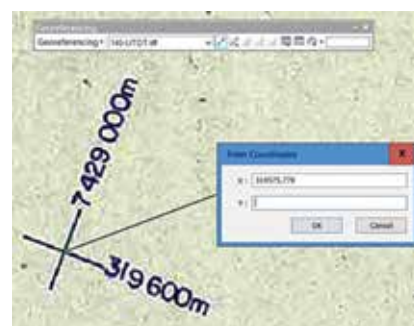 Georeferencing
Georeferencing
7429 000m
319 600m
Enter Coordinates
X:
Y:
OK
Cancel